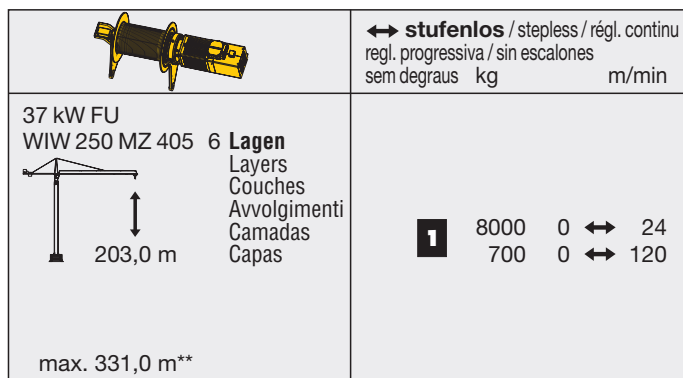 ↔ stufenlos / stepless / régl. continu
regl. progressiva / sin escalones
sem degraus kg m/min
37 kW FU
WIW 250 MZ 405 6 Lagen
Layers
Couches
Avvolgimenti
Camadas
203,0 m Capas
1 8000 0 ↔ 24
700 0 ↔ 120
max. 331,0 m**